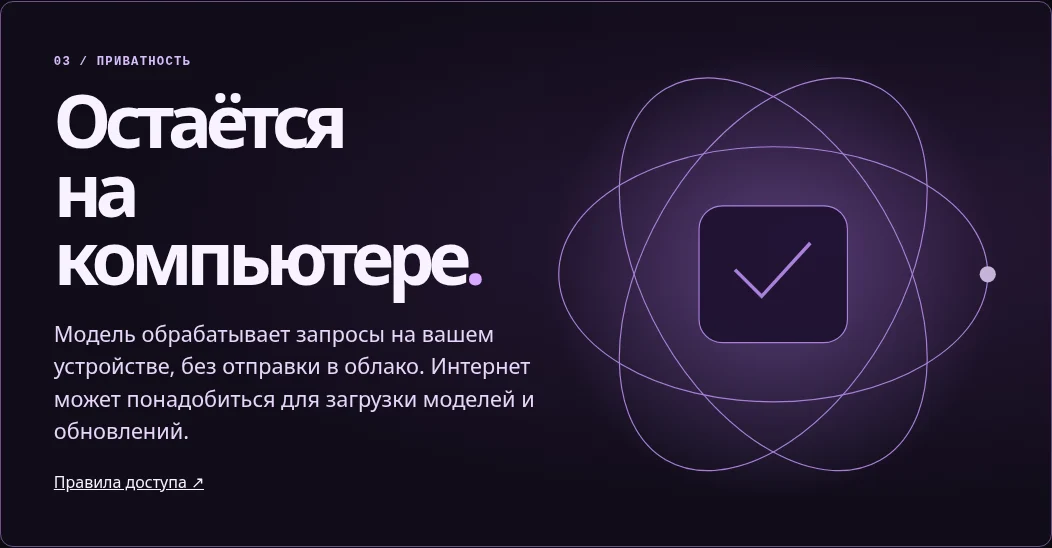 03 / ПРИВАТНОСТЬ
Остаётся
на
компьютере.
Модель обрабатывает запросы на вашем
устройстве, без отправки в облако. Интернет
может понадобиться для загрузки моделей и
обновлений.
Правила доступа ↗